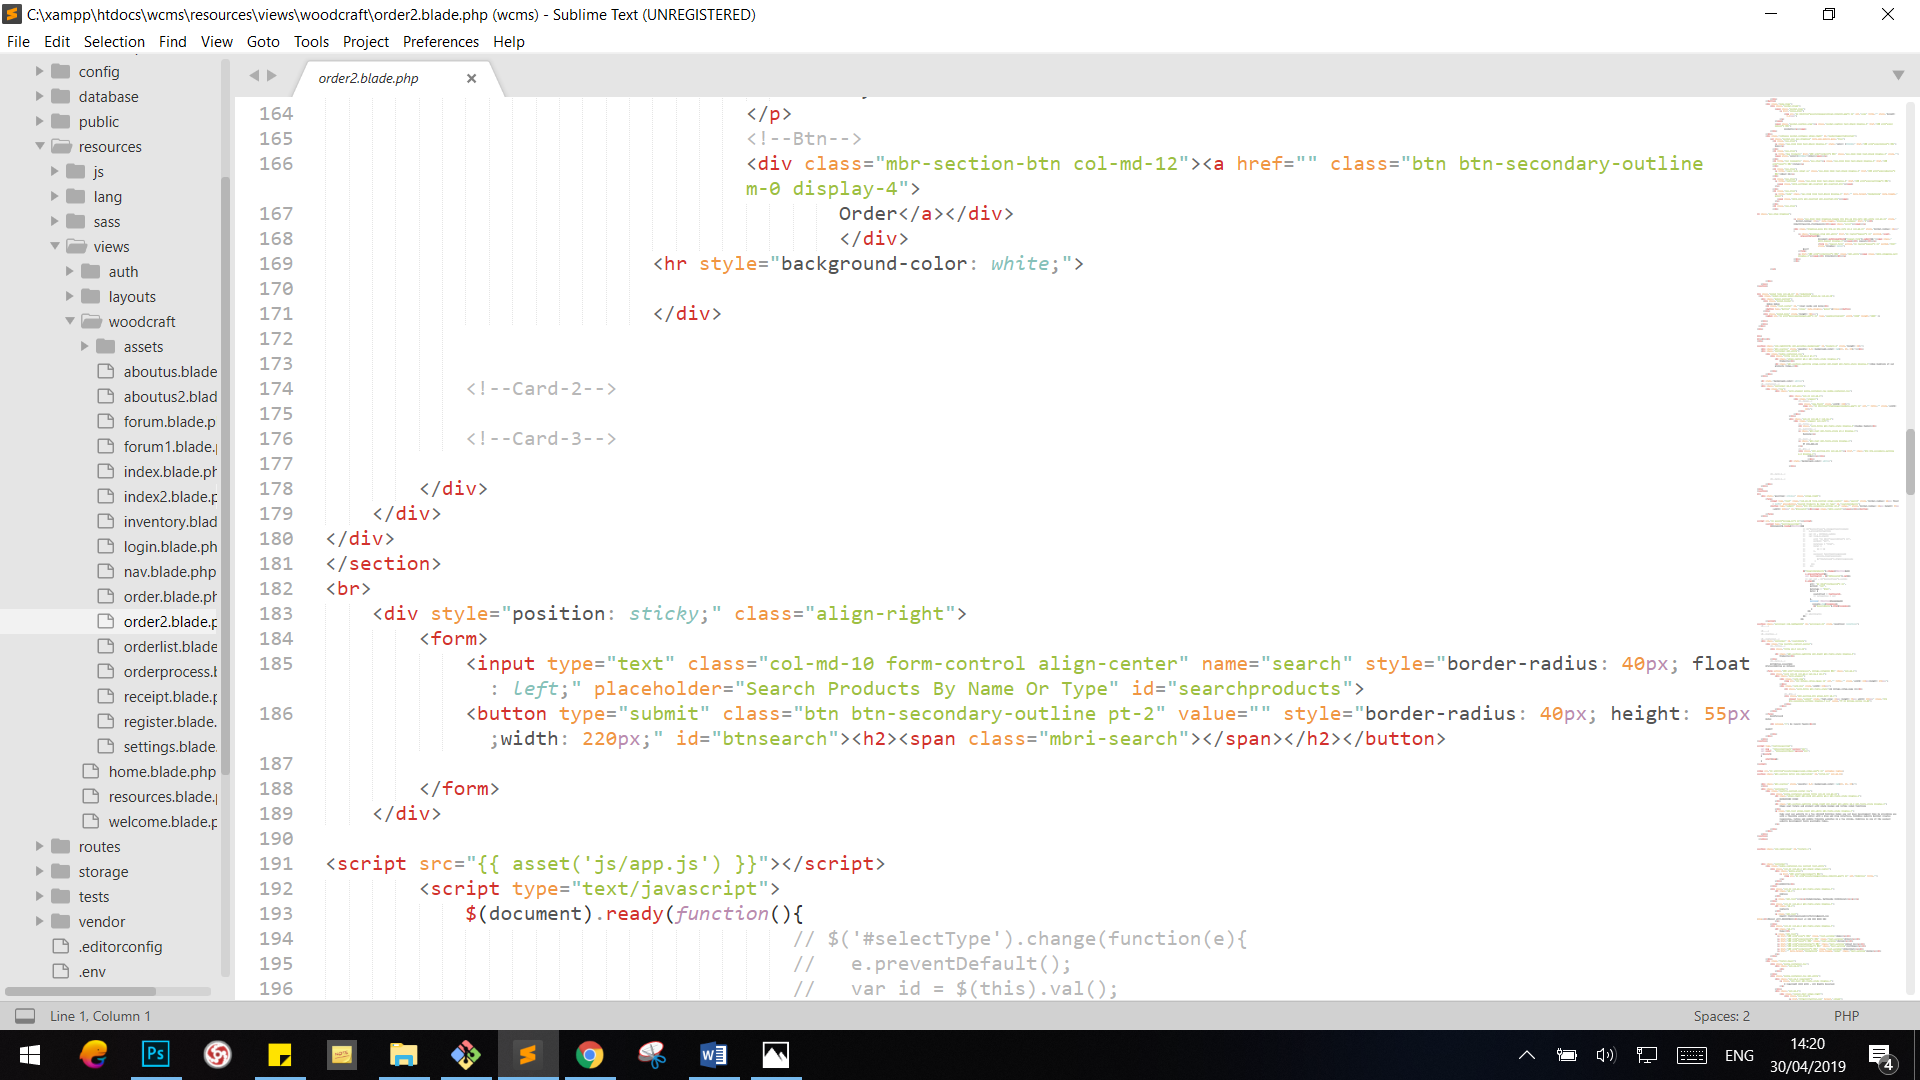 C:\xampp\htdocs\wcms\resources\views\woodcraft\order2.blade.php (wcms) - Sublime Text (UNREGISTERED)
File Edit Selection Find View Goto Tools Project Preferences Help
config
database
public
resources
js
lang
sass
views
auth
layouts
woodcraft
assets
aboutus.blade
aboutus2.blad
forum.blade.p
forum1.blade.
index.blade.ph
index2.blade.p
inventory.blad
login.blade.ph
nav.blade.php
order.blade.ph
order2.blade.p
orderlist.blade
orderprocess.b
receipt.blade.p
register.blade.
settings.blade.
home.blade.php
resources.blade.p
welcome.blade.p
routes
storage
tests
vendor
.editorconfig
.env
order2.blade.php
164 </p>
165 <!--Btn-->
166 <div class="mbr-section-btn col-md-12"><a href="" class="btn btn-secondary-outline
m-0 display-4">
167 Order</a></div>
168 </div>
169 <hr style="background-color: white;">
170
171 </div>
172
173
174 <!--Card-2-->
175
176 <!--Card-3-->
177
178 </div>
179 </div>
180 </div>
181 </section>
182 <br>
183 <div style="position: sticky;" class="align-right">
184 <form>
185 <input type="text" class="col-md-10 form-control align-center" name="search" style="border-radius: 40px; float
: left;" placeholder="Search Products By Name Or Type" id="searchproducts">
186 <button type="submit" class="btn btn-secondary-outline pt-2" value="" style="border-radius: 40px; height: 55px
;width: 220px;" id="btnsearch"><h2><span class="mbri-search"></span></h2></button>
187
188 </form>
189 </div>
190
191 <script src="{{ asset('js/app.js') }}"></script>
192 <script type="text/javascript">
193 $(document).ready(function(){
194 // $('#selectType').change(function(e){
195 // e.preventDefault();
196 // var id = $(this).val();
Line 1, Column 1
Spaces: 2
PHP
Ps
ENG
14:20
30/04/2019
4